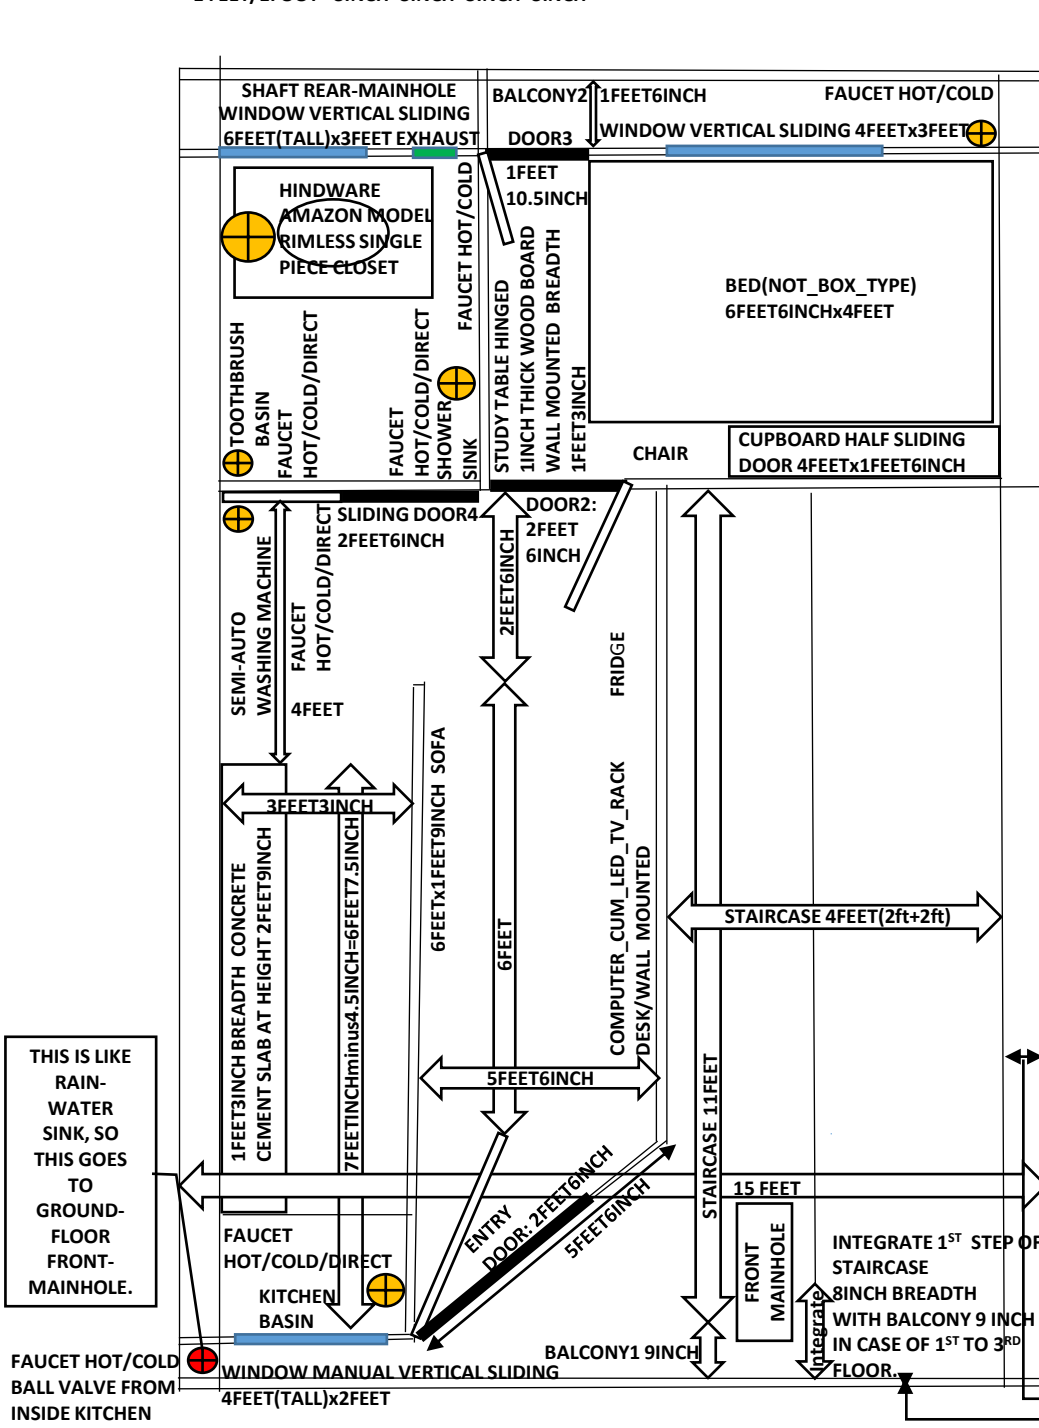 SHAFT REAR-MAINHOLE
WINDOW VERTICAL SLIDING
6FEET(TALL)x3FEET EXHAUST
BALCONY2
1FEET6INCH
FAUCET HOT/COLD
DOOR3
WINDOW VERTICAL SLIDING 4FEETx3FEET
1FEET
10.5INCH
HINDWARE
AMAZON MODEL
RIMLESS SINGLE
PIECE CLOSET
FAUCET HOT/COLD
BED(NOT_BOX_TYPE)
6FEET6INCHx4FEET
STUDY TABLE HINGED
1INCH THICK WOOD BOARD
WALL MOUNTED BREADTH
1FEET3INCH
TOOTHBRUSH
BASIN
FAUCET
HOT/COLD/DIRECT
FAUCET
HOT/COLD/DIRECT
SHOWER
SINK
CHAIR
CUPBOARD HALF SLIDING
DOOR 4FEETx1FEET6INCH
SLIDING DOOR4
2FEET6INCH
DOOR2:
2FEET
6INCH
2FEET6INCH
SEMI-AUTO
WASHING MACHINE
FAUCET
HOT/COLD/DIRECT
4FEET
FRIDGE
3FEET3INCH
6FEETx1FEET9INCH SOFA
6FEET
COMPUTER_CUM_LED_TV_RACK
DESK/WALL MOUNTED
1FEET3INCH BREADTH CONCRETE
CEMENT SLAB AT HEIGHT 2FEET9INCH
7FEETINCHminus4.5INCH=6FEET7.5INCH
STAIRCASE 4FEET(2ft+2ft)
5FEET6INCH
STAIRCASE 11FEET
THIS IS LIKE
RAIN-
WATER
SINK, SO
THIS GOES
TO
GROUND-
FLOOR
FRONT-
MAINHOLE.
15 FEET
ENTRY
DOOR: 2FEET6INCH
5FEET6INCH
FAUCET
HOT/COLD/DIRECT
KITCHEN
BASIN
FRONT
MAINHOLE
Integrate
INTEGRATE 1ST STEP OF
STAIRCASE
8INCH BREADTH
WITH BALCONY 9 INCH
IN CASE OF 1ST TO 3RD
FLOOR.
BALCONY1 9INCH
FAUCET HOT/COLD
BALL VALVE FROM
INSIDE KITCHEN
WINDOW MANUAL VERTICAL SLIDING
4FEET(TALL)x2FEET